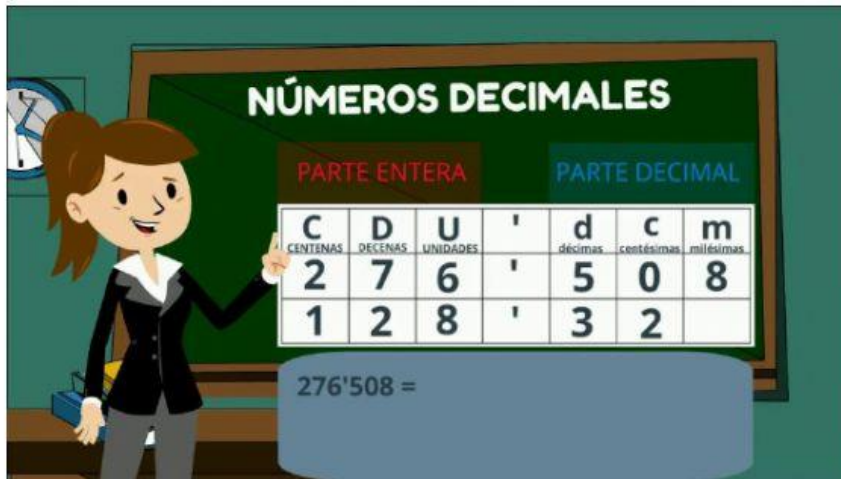 NÚMEROS DECIMALES
PARTE ENTERA PARTE DECIMAL
C D U ' d c m
CENTENAS DECENAS UNIDADES décimas centésimas milésimas
2 7 6 ' 5 0 8
1 2 8 ' 3 2
276'508 =